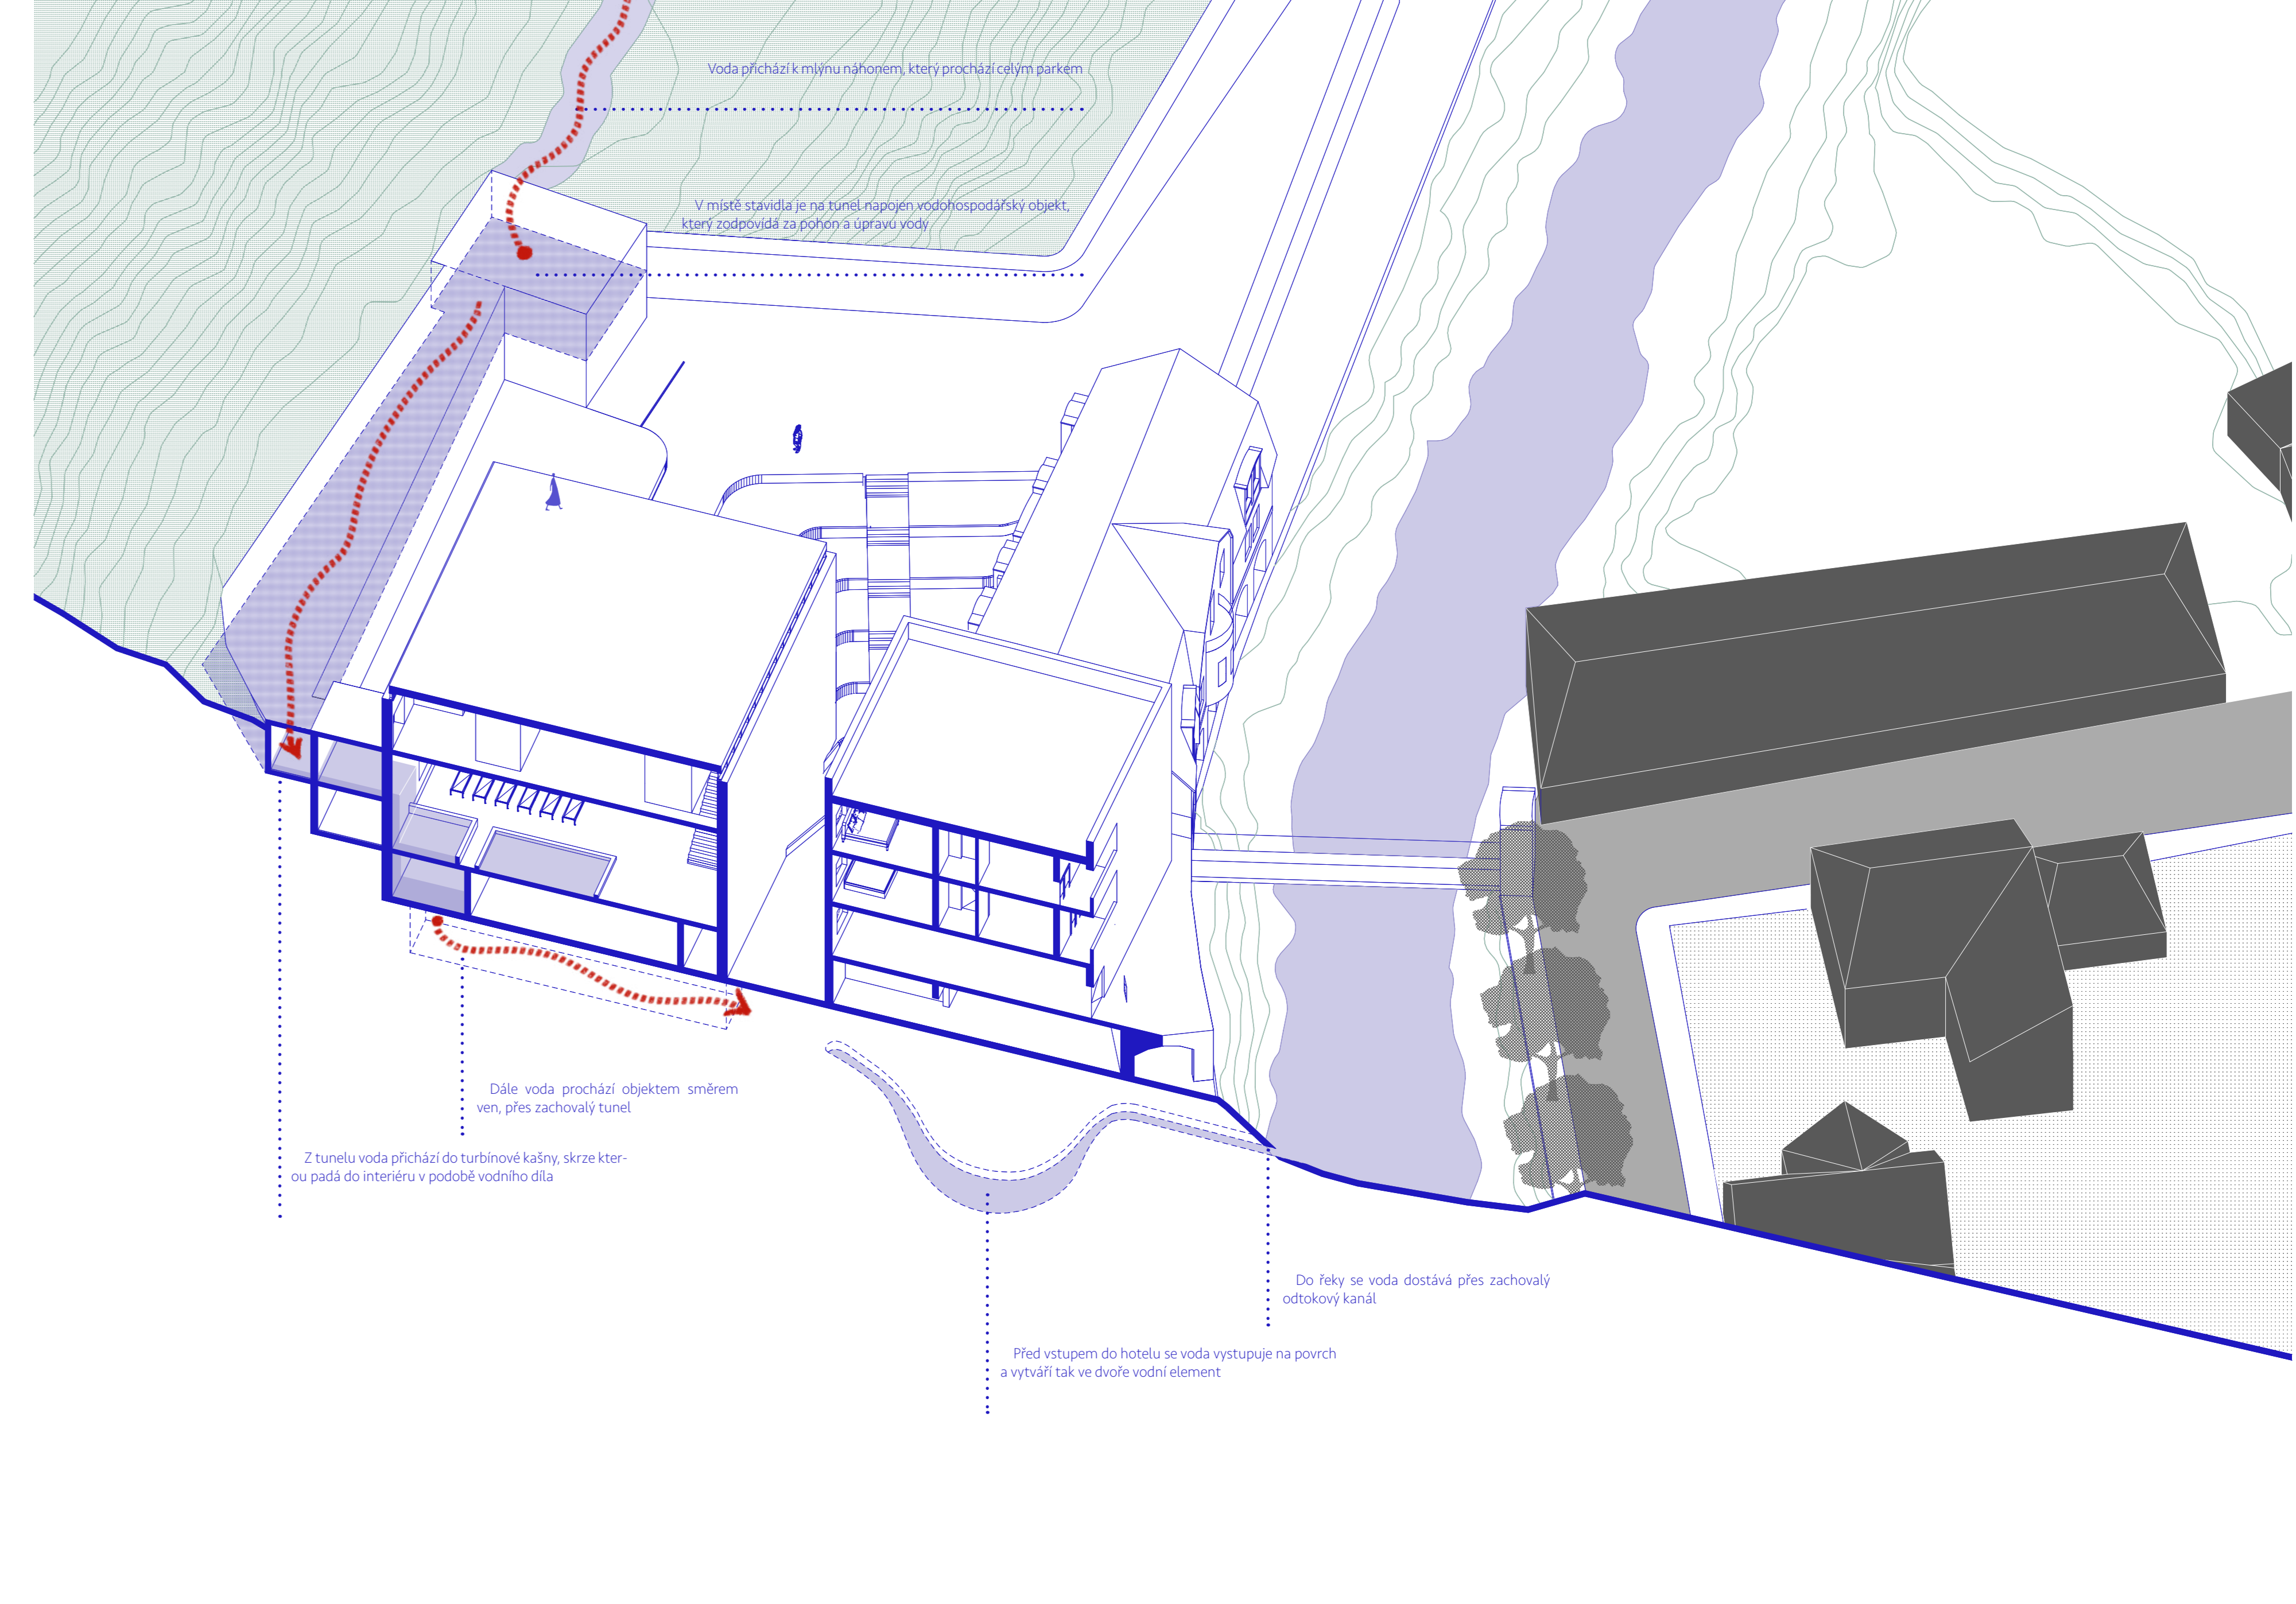 Voda přichází k mlýnu náhonem, který prochází celým parkem
V místě stavidla je na tunel napojen vodohospodářský objekt,
který zodpovídá za pohon a úpravu vody
Dále voda prochází objektem směrem
ven, přes zachovalý tunel
Z tunelu voda přichází do turbínové kašny, skrze kter-
ou padá do interiéru v podobě vodního díla
Do řeky se voda dostává přes zachovalý
odtokový kanál
Před vstupem do hotelu se voda vystupuje na povrch
a vytváří tak ve dvoře vodní element